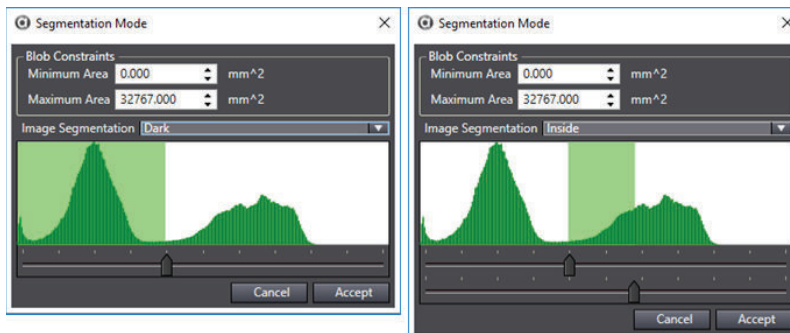 Segmentation Mode
Blob Constraints
Minimum Area 0.000 mm^2
Maximum Area 32767.000 mm^2
Image Segmentation Dark
Cancel Accept
Segmentation Mode
Blob Constraints
Minimum Area 0.000 mm^2
Maximum Area 32767.000 mm^2
Image Segmentation Inside
Cancel Accept